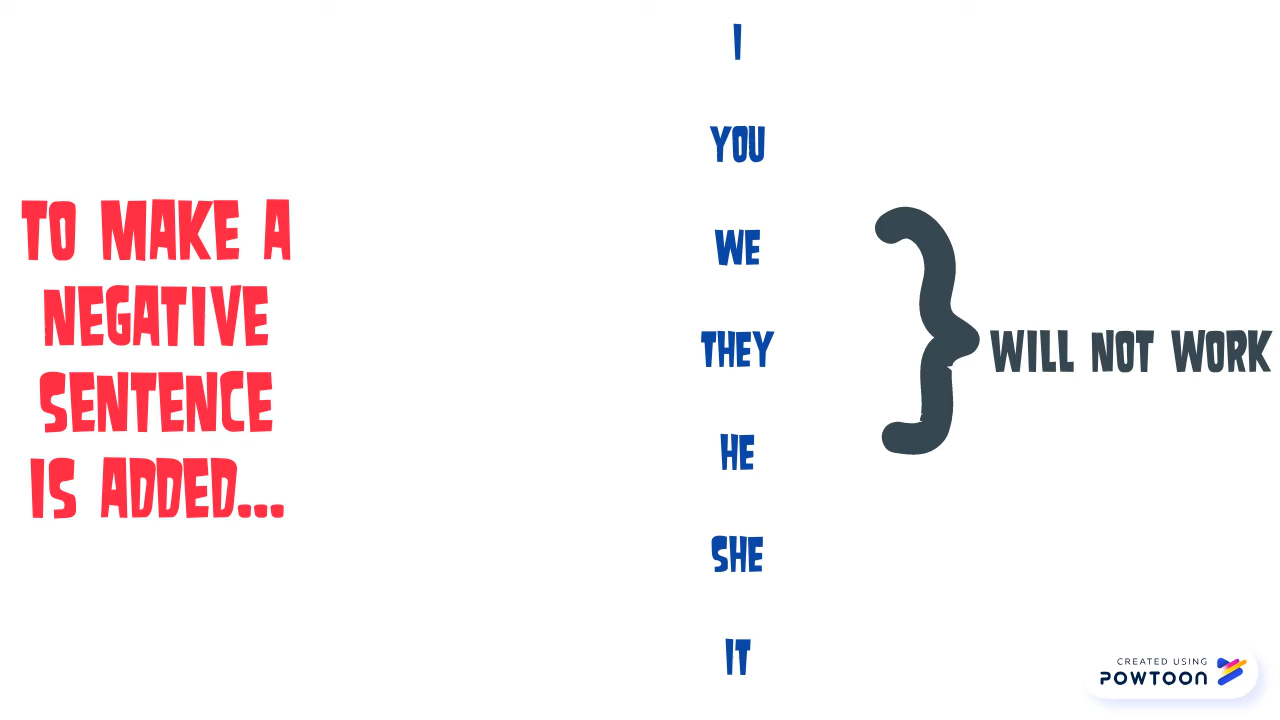 TO MAKE A
NEGATIVE
SENTENCE
IS ADDED...
I
YOU
WE
THEY
HE
SHE
IT
WILL NOT WORK
CREATED USING
POWTOON